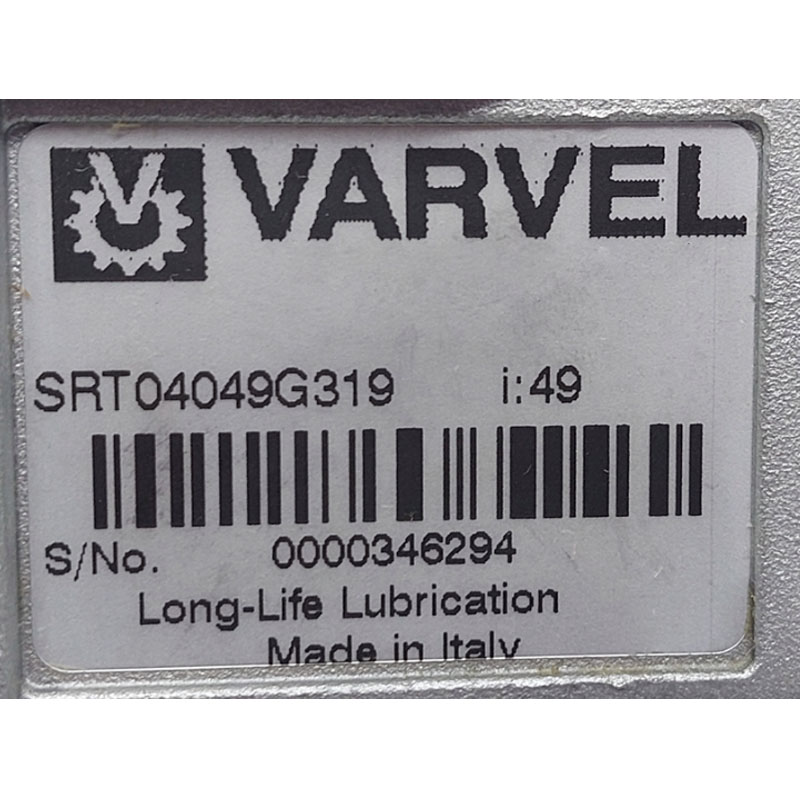 VARVEL
SRT04049G319 i:49
S/No. 0000346294
Long-Life Lubrication
Made in Italy